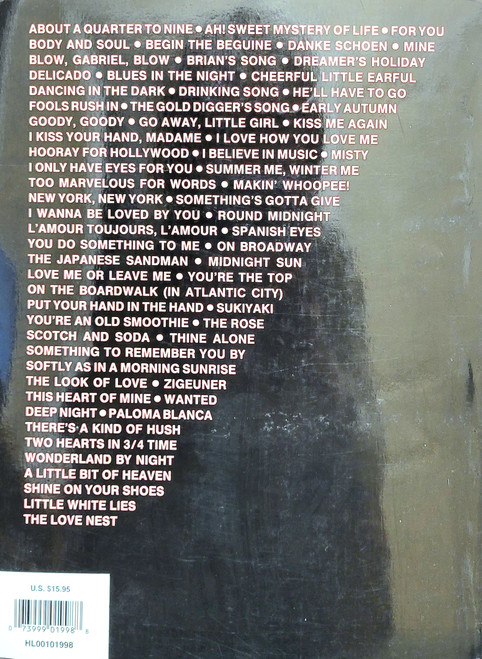 ABOUT A QUARTER TO NINE • AH! SWEET MYSTERY OF LIFE • FOR YOU
BODY AND SOUL • BEGIN THE BEGUINE • DANKE SCHOEN • MINE
BLOW, GABRIEL, BLOW • BRIAN'S SONG • DREAMER'S HOLIDAY
DELICADO • BLUES IN THE NIGHT • CHEERFUL LITTLE EARFUL
DANCING IN THE DARK • DRINKING SONG • HE'LL HAVE TO GO
FOOLS RUSH IN • THE GOLD DIGGER'S SONG • EARLY AUTUMN
GOODY, GOODY • GO AWAY, LITTLE GIRL • KISS ME AGAIN
I KISS YOUR HAND, MADAME • I LOVE HOW YOU LOVE ME
HOORAY FOR HOLLYWOOD • I BELIEVE IN MUSIC • MISTY
I ONLY HAVE EYES FOR YOU • SUMMER ME, WINTER ME
TOO MARVELOUS FOR WORDS • MAKIN' WHOOPEE!
NEW YORK, NEW YORK • SOMETHING'S GOTTA GIVE
I WANNA BE LOVED BY YOU • ROUND MIDNIGHT
L'AMOUR TOUJOURS, L'AMOUR • SPANISH EYES
YOU DO SOMETHING TO ME • ON BROADWAY
THE JAPANESE SANDMAN • MIDNIGHT SUN
LOVE ME OR LEAVE ME • YOU'RE THE TOP
ON THE BOARDWALK (IN ATLANTIC CITY)
PUT YOUR HAND IN THE HAND • SUKIYAKI
YOU'RE AN OLD SMOOTHIE • THE ROSE
SCOTCH AND SODA • THINE ALONE
SOMETHING TO REMEMBER YOU BY
SOFTLY AS IN A MORNING SUNRISE
THE LOOK OF LOVE • ZIGEUNER
THIS HEART OF MINE • WANTED
DEEP NIGHT • PALOMA BLANCA
THERE'S A KIND OF HUSH
TWO HEARTS IN 3/4 TIME
WONDERLAND BY NIGHT
A LITTLE BIT OF HEAVEN
SHINE ON YOUR SHOES
LITTLE WHITE LIES
THE LOVE NEST
U.S. $15.95
0 73999 01998 8
HL00101998